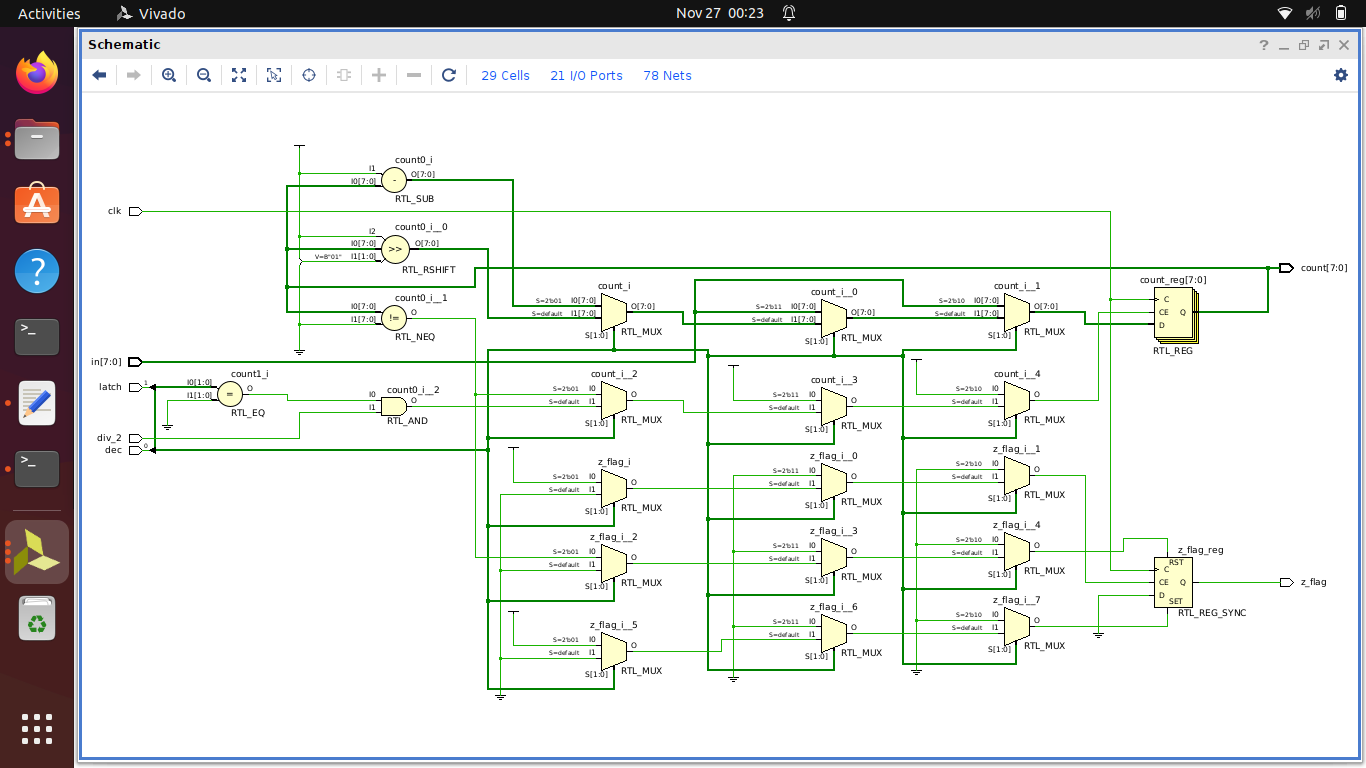 Activities Vivado Nov 27 00:23
Schematic
29 Cells 21 I/O Ports 78 Nets
count0_i
I1 O[7:0]
I0[7:0] -
RTL_SUB
clk
count0_i__0
I2
I0[7:0] >> O[7:0]
V=B"01" I1[1:0]
RTL_RSHIFT
count[7:0]
count0_i__1
I0[7:0] O
I1[7:0] !=
RTL_NEQ
count_i
S=2'b01 I0[7:0] O[7:0]
S=default I1[7:0]
S[1:0] RTL_MUX
count_i__0
S=2'b11 I0[7:0] O[7:0]
S=default I1[7:0]
S[1:0] RTL_MUX
count_i__1
S=2'b10 I0[7:0] O[7:0]
S=default I1[7:0]
S[1:0] RTL_MUX
count_reg[7:0]
C
CE Q
D
RTL_REG
in[7:0]
latch 1
div_2
dec 0
count1_i
I0[1:0] O
I1[1:0] =
RTL_EQ
count0_i__2
I0 O
I1
RTL_AND
count_i__2
S=2'b01 I0 O
S=default I1
S[1:0] RTL_MUX
count_i__3
S=2'b11 I0 O
S=default I1
S[1:0] RTL_MUX
count_i__4
S=2'b10 I0 O
S=default I1
S[1:0] RTL_MUX
z_flag_i
S=2'b01 I0 O
S=default I1
S[1:0] RTL_MUX
z_flag_i__0
S=2'b11 I0 O
S=default I1
S[1:0] RTL_MUX
z_flag_i__1
S=2'b10 I0 O
S=default I1
S[1:0] RTL_MUX
z_flag_i__2
S=2'b01 I0 O
S=default I1
S[1:0] RTL_MUX
z_flag_i__3
S=2'b11 I0 O
S=default I1
S[1:0] RTL_MUX
z_flag_i__4
S=2'b10 I0 O
S=default I1
S[1:0] RTL_MUX
z_flag_reg
RST
C
CE Q
D
SET
RTL_REG_SYNC
z_flag
z_flag_i__5
S=2'b01 I0 O
S=default I1
S[1:0] RTL_MUX
z_flag_i__6
S=2'b11 I0 O
S=default I1
S[1:0] RTL_MUX
z_flag_i__7
S=2'b10 I0 O
S=default I1
S[1:0] RTL_MUX